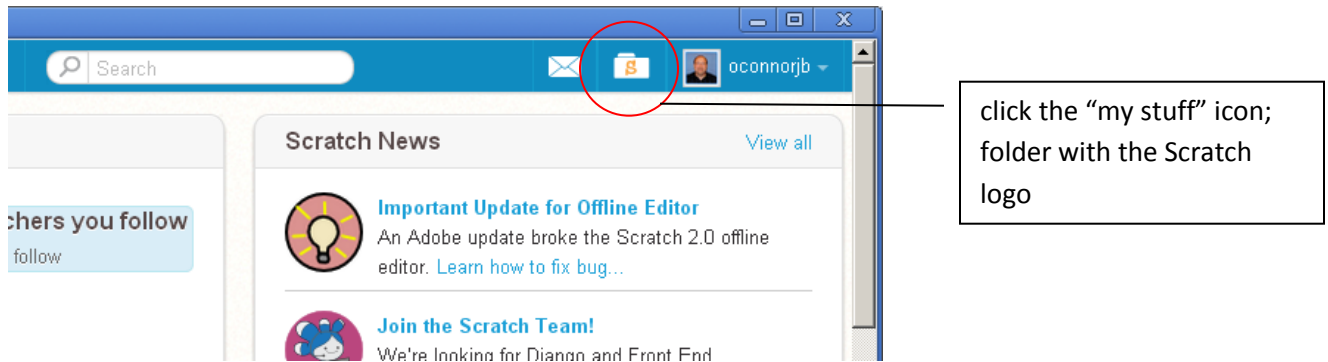 Search
S
oconnorjb
click the “my stuff” icon;
folder with the Scratch
logo
Scratch News
View all
chers you follow
follow
Important Update for Offline Editor
An Adobe update broke the Scratch 2.0 offline
editor. Learn how to fix bug...
Join the Scratch Team!
We're looking for Django and Front End